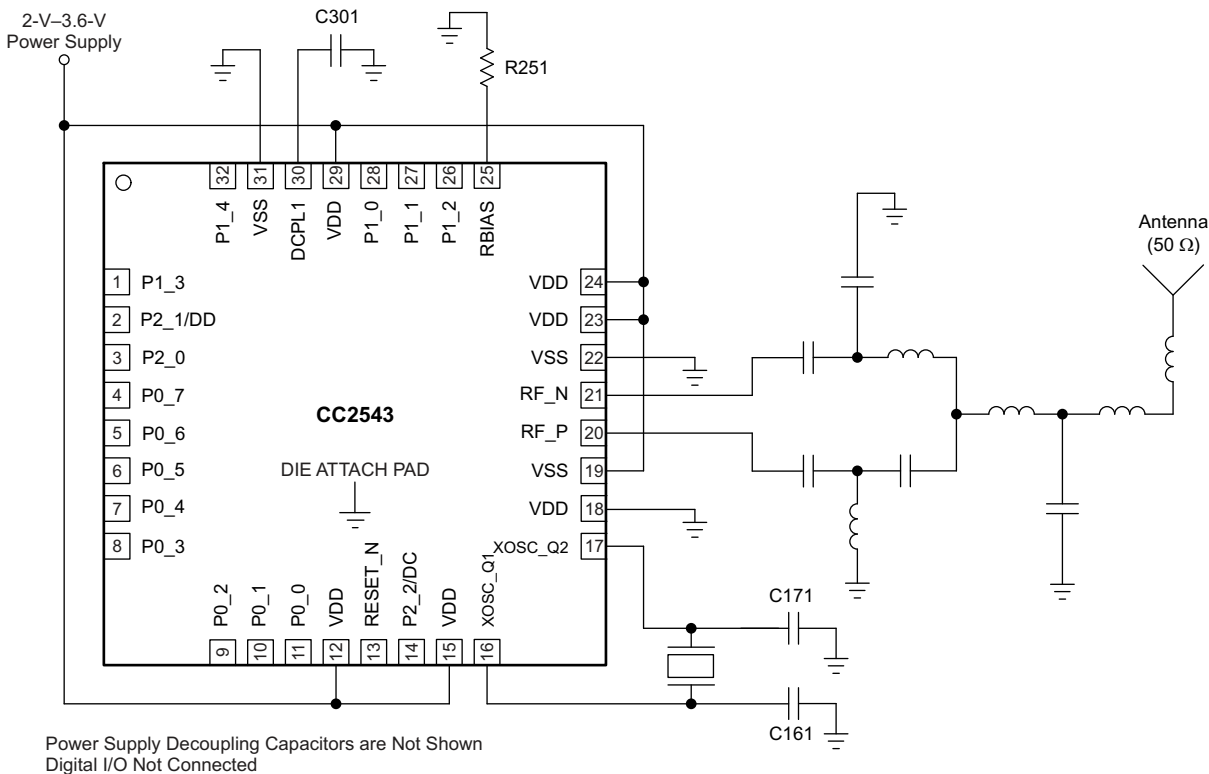 2-V–3.6-V
Power Supply
C301
R251
32
31
30
29
28
27
26
25
P1_4
VSS
DCPL1
VDD
P1_0
P1_1
P1_2
RBIAS
Antenna
(50 Ω)
1 P1_3
2 P2_1/DD
3 P2_0
4 P0_7
5 P0_6
6 P0_5
7 P0_4
8 P0_3
VDD 24
VDD 23
VSS 22
RF_N 21
RF_P 20
VSS 19
VDD 18
XOSC_Q2 17
CC2543
DIE ATTACH PAD
P0_2
P0_1
P0_0
VDD
RESET_N
P2_2/DC
VDD
XOSC_Q1
9
10
11
12
13
14
15
16
C171
C161
Power Supply Decoupling Capacitors are Not Shown
Digital I/O Not Connected